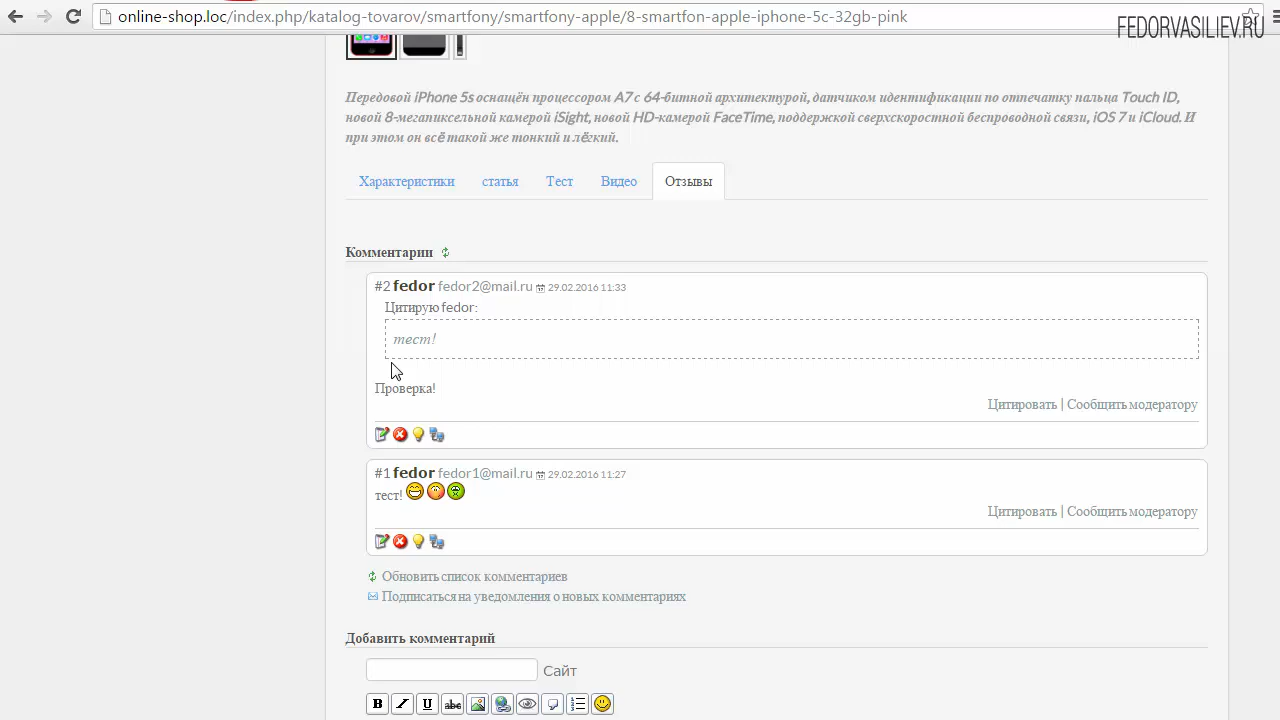 online-shop.loc/index.php/katalog-tovarov/smartfony/smartfony-apple/8-smartfon-apple-iphone-5c-32gb-pink
FEDORVASILIEV.RU
Передовой iPhone 5s оснащён процессором A7 с 64-битной архитектурой, датчиком идентификации по отпечатку пальца Touch ID,
новой 8-мегапиксельной камерой iSight, новой HD-камерой FaceTime, поддержкой сверхскоростной беспроводной связи, iOS 7 и iCloud. И
при этом он всё такой же тонкий и лёгкий.
Характеристики статья Тест Видео Отзывы
Комментарии
#2 fedor fedor2@mail.ru 29.02.2016 11:33
Цитирую fedor:
тест!
Проверка!
Цитировать | Сообщить модератору
#1 fedor fedor1@mail.ru 29.02.2016 11:27
тест!
Цитировать | Сообщить модератору
Обновить список комментариев
Подписаться на уведомления о новых комментариях
Добавить комментарий
Сайт
B I U abc